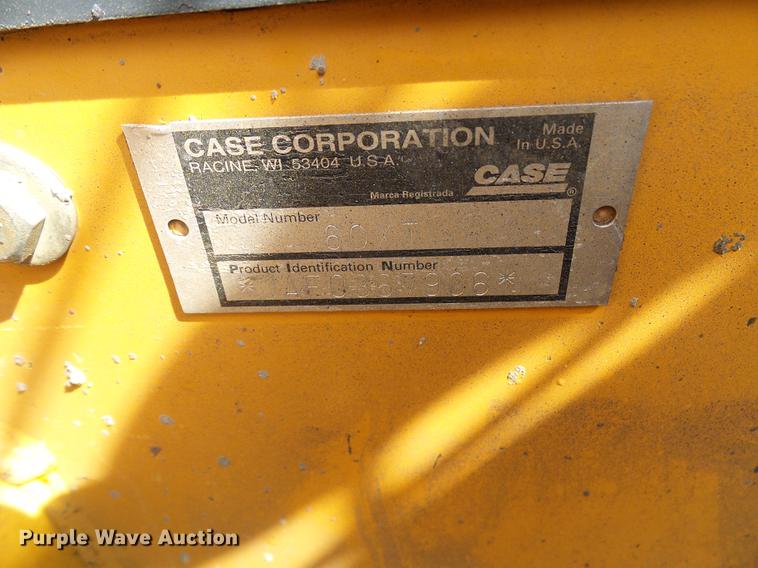 CASE CORPORATION
RACINE, WI 53404 U.S.A.
Made
In U.S.A.
CASE
®
Marca Registrada
Model Number
Product Identification Number
Purple Wave Auction